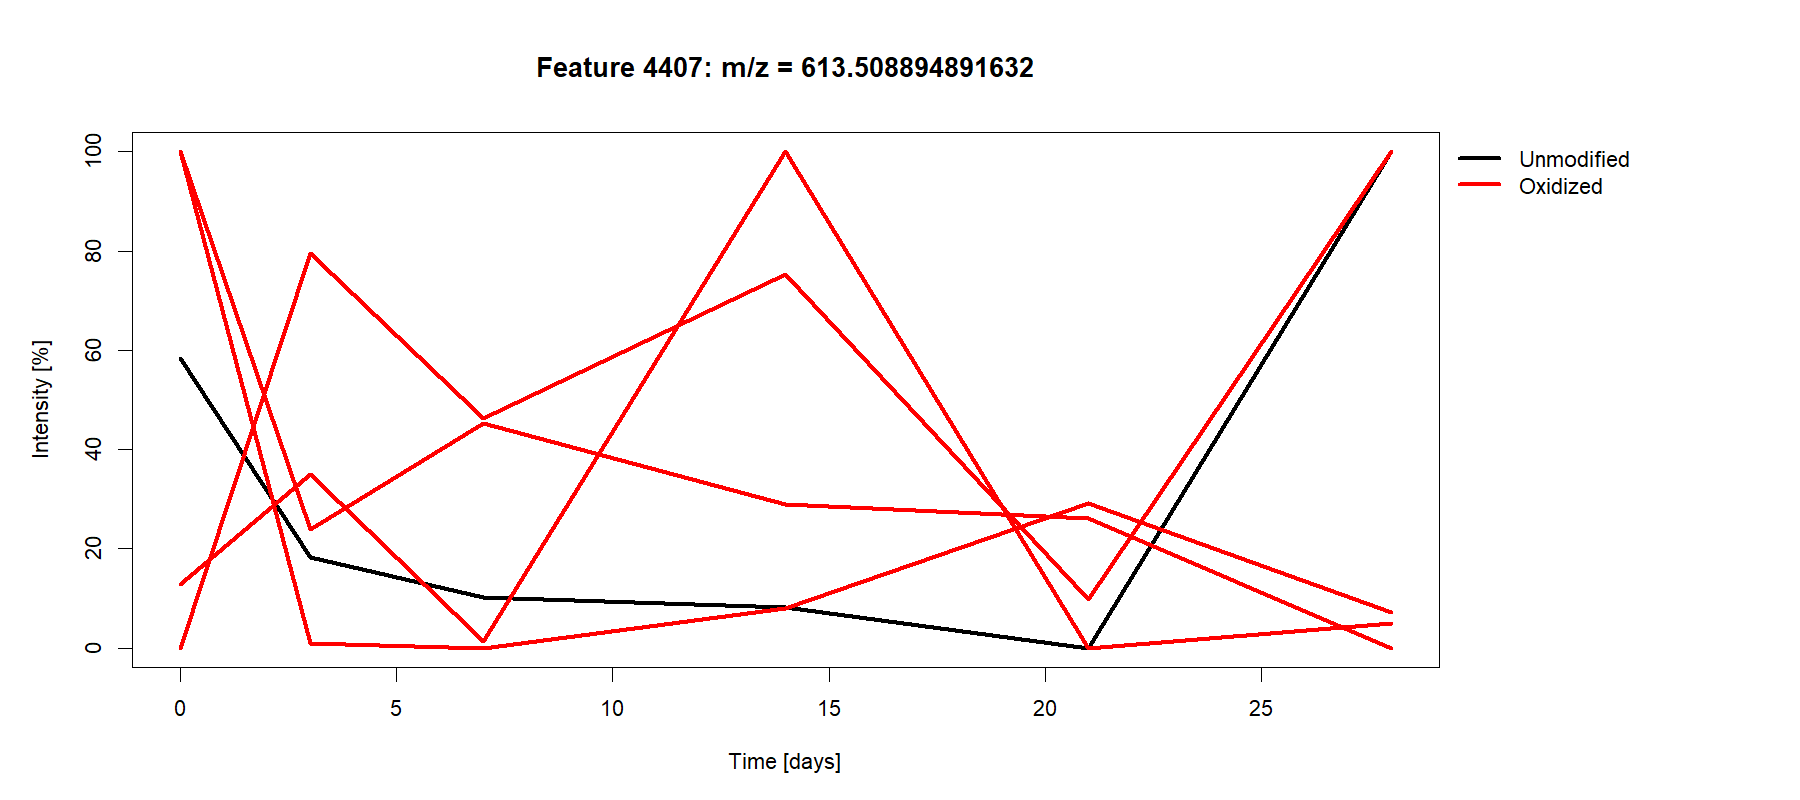 Feature 4407: m/z = 613.508894891632
Unmodified
Oxidized
Intensity [%]
100
80
60
40
20
0
0 5 10 15 20 25
Time [days]